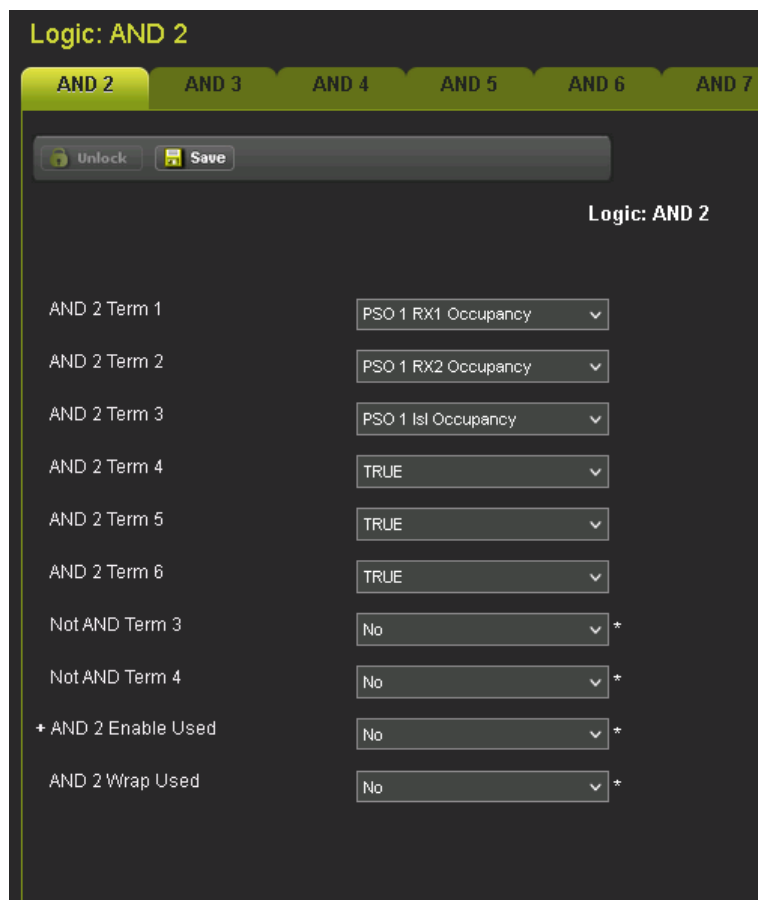 Logic: AND 2
AND 2 AND 3 AND 4 AND 5 AND 6 AND 7
Unlock Save
Logic: AND 2
AND 2 Term 1 PSO 1 RX1 Occupancy
AND 2 Term 2 PSO 1 RX2 Occupancy
AND 2 Term 3 PSO 1 Isl Occupancy
AND 2 Term 4 TRUE
AND 2 Term 5 TRUE
AND 2 Term 6 TRUE
Not AND Term 3 No *
Not AND Term 4 No *
+ AND 2 Enable Used No *
AND 2 Wrap Used No *